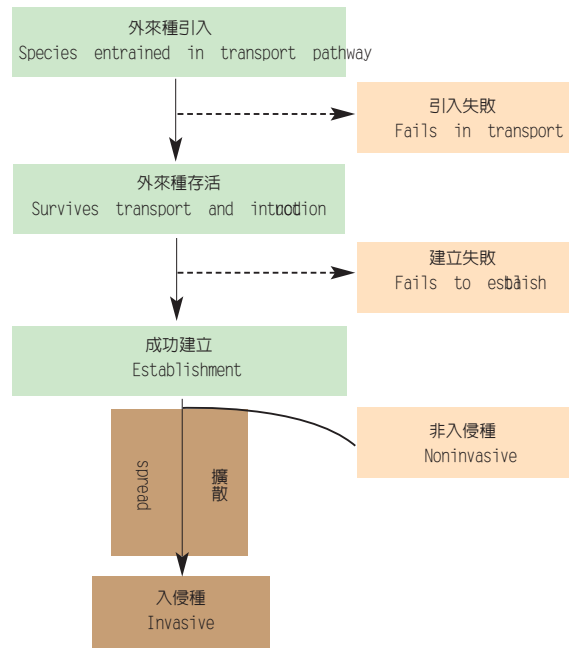 外來種引入
Species entrained in transport pathway
引入失敗
Fails in transport
外來種存活
Survives transport and introduction
建立失敗
Fails to establish
成功建立
Establishment
非入侵種
Noninvasive
spread
擴散
入侵種
Invasive